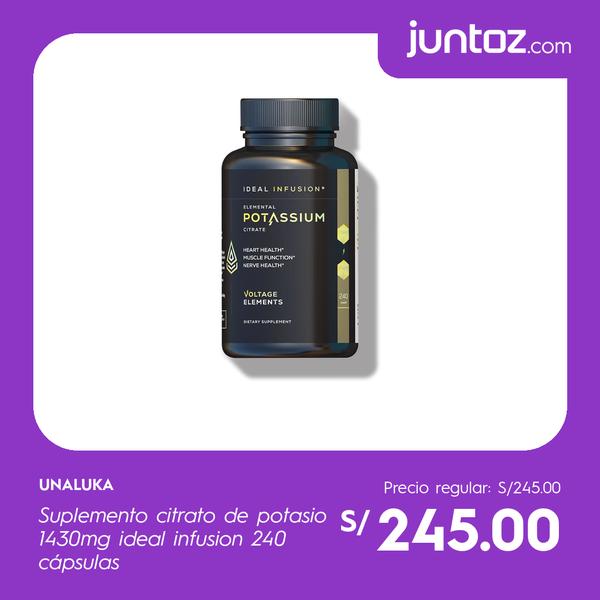 juntoz.com
IDEAL INFUSION®
ELEMENTAL
POTASSIUM
CITRATE
HEART HEALTH*
MUSCLE FUNCTION*
NERVE HEALTH*
VOLTAGE
ELEMENTS
DIETARY SUPPLEMENT
240
UNALUKA
Suplemento citrato de potasio
1430mg ideal infusion 240
cápsulas
Precio regular: S/245.00
S/ 245.00